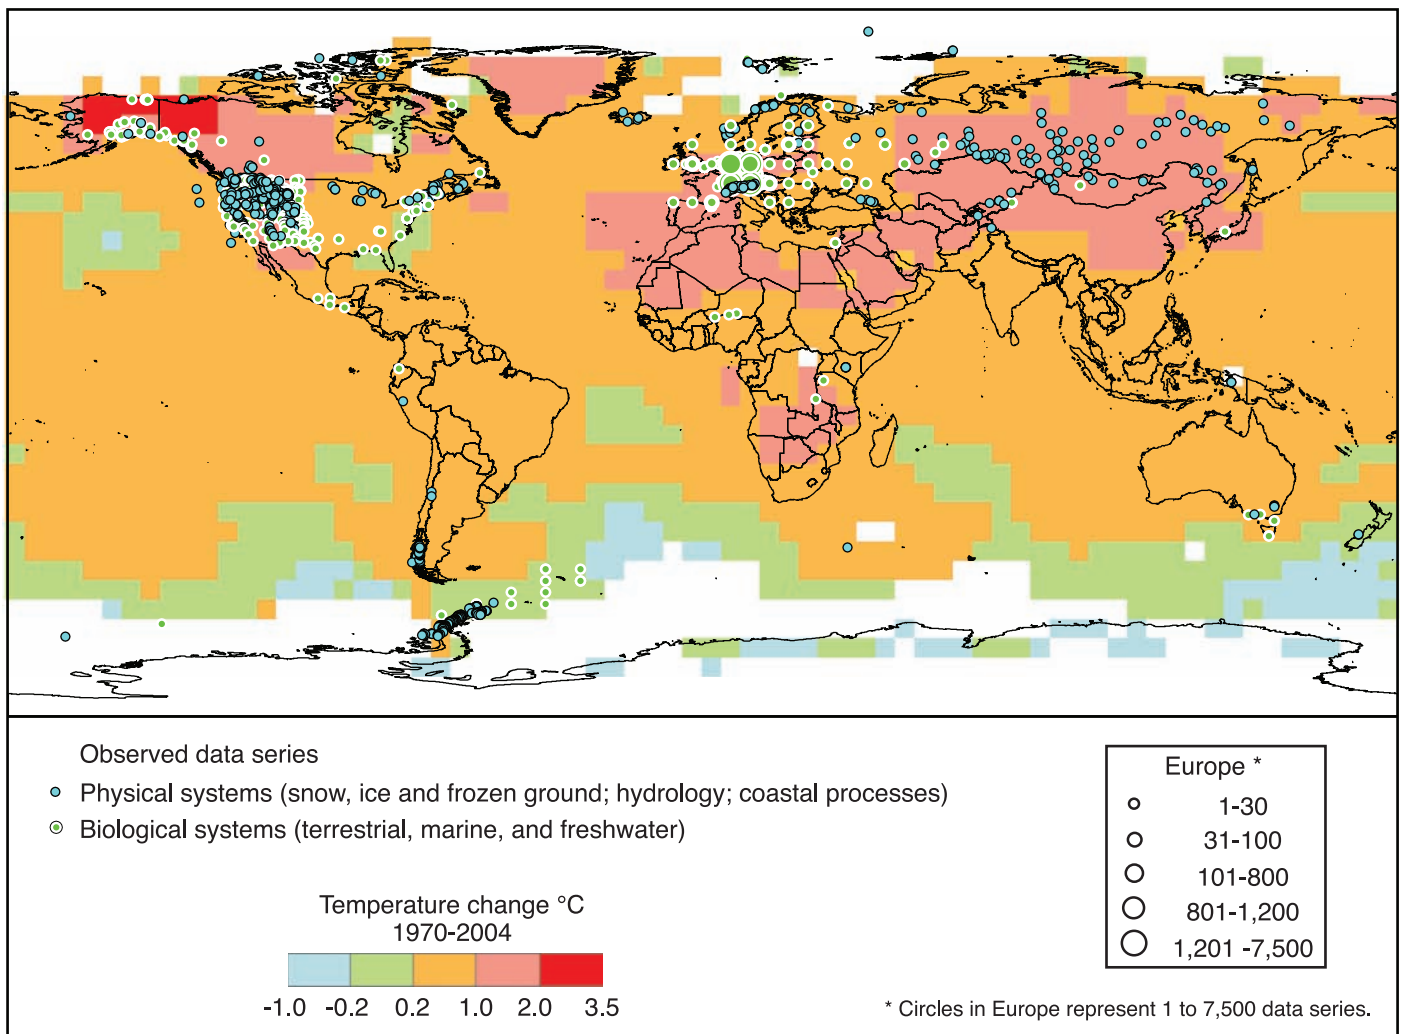 Observed data series
Physical systems (snow, ice and frozen ground; hydrology; coastal processes)
Biological systems (terrestrial, marine, and freshwater)
Temperature change °C
1970-2004
-1.0 -0.2 0.2 1.0 2.0 3.5
Europe *
1-30
31-100
101-800
801-1,200
1,201 -7,500
* Circles in Europe represent 1 to 7,500 data series.